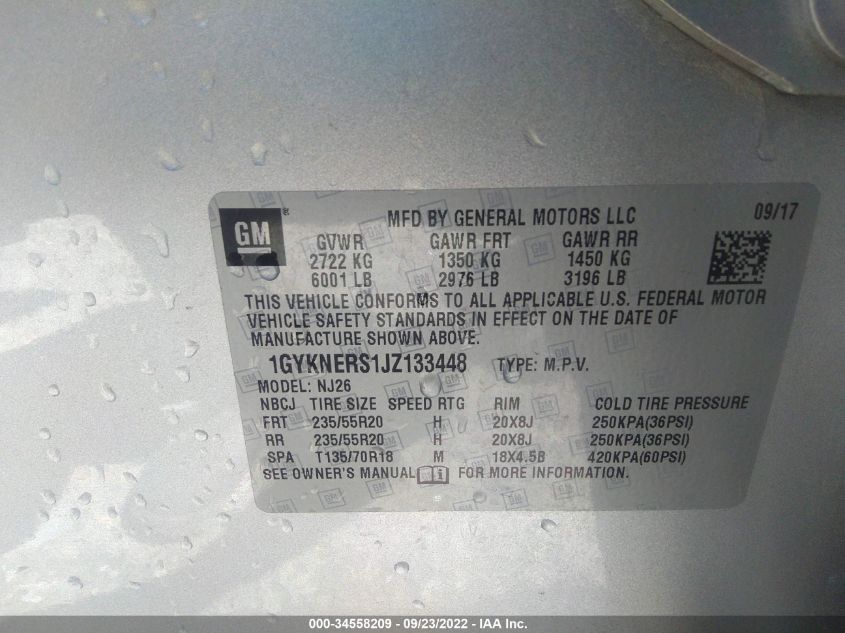 GM ®
MFD BY GENERAL MOTORS LLC 09/17
GVWR GAWR FRT GAWR RR
2722 KG 1350 KG 1450 KG
6001 LB 2976 LB 3196 LB
THIS VEHICLE CONFORMS TO ALL APPLICABLE U.S. FEDERAL MOTOR
VEHICLE SAFETY STANDARDS IN EFFECT ON THE DATE OF
MANUFACTURE SHOWN ABOVE.
1GYKNERS1JZ133448 TYPE: M.P.V.
MODEL: NJ26
NBCJ TIRE SIZE SPEED RTG RIM COLD TIRE PRESSURE
FRT 235/55R20 H 20X8J 250KPA(36PSI)
RR 235/55R20 H 20X8J 250KPA(36PSI)
SPA T135/70R18 M 18X4.5B 420KPA(60PSI)
SEE OWNER'S MANUAL i FOR MORE INFORMATION.
000-34558209 - 09/23/2022 - IAA Inc.